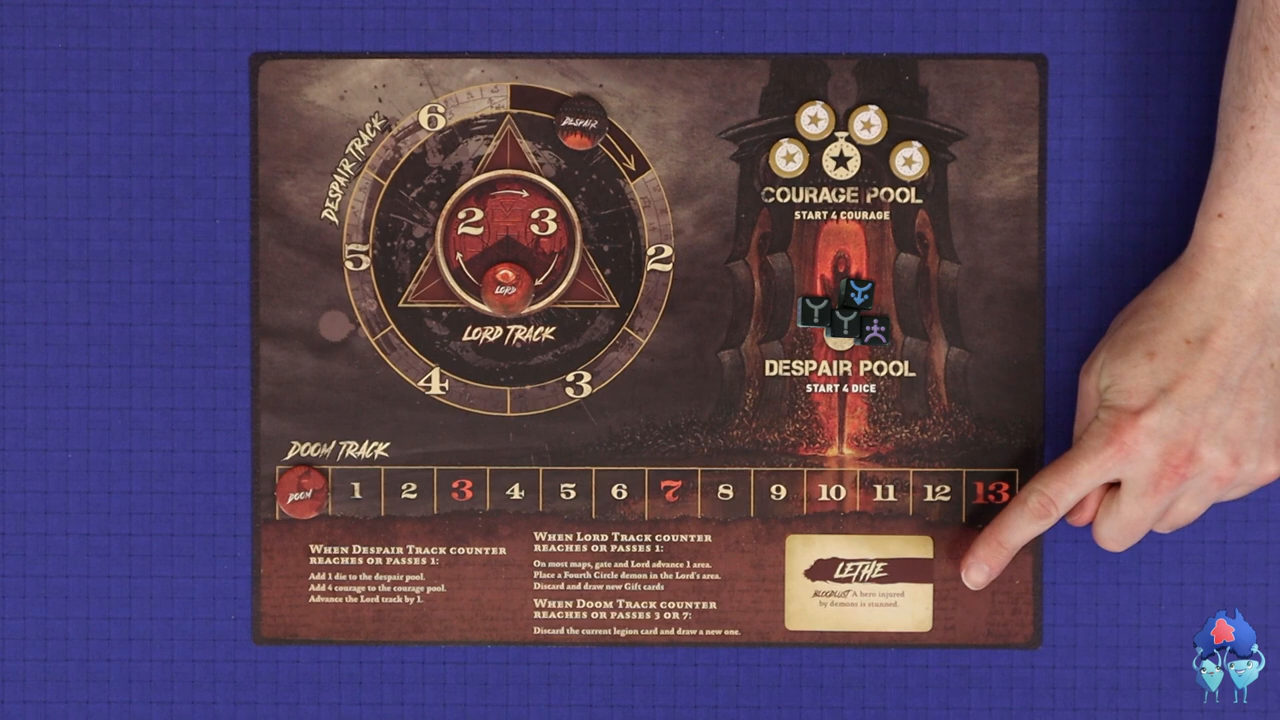 DESPAIR TRACK
6
DESPAIR
5
2
4
3
2 3
LORD
LORD TRACK
COURAGE POOL
START 4 COURAGE
DESPAIR POOL
START 4 DICE
DOOM TRACK
DOOM 1 2 3 4 5 6 7 8 9 10 11 12 13
WHEN DESPAIR TRACK COUNTER
REACHES OR PASSES 1:
Add 1 die to the despair pool.
Add 4 courage to the courage pool.
Advance the Lord track by 1.
WHEN LORD TRACK COUNTER
REACHES OR PASSES 1:
On most maps, gate and Lord advance 1 area.
Place a Fourth Circle demon in the Lord's area.
Discard and draw new Gift cards
WHEN DOOM TRACK COUNTER
REACHES OR PASSES 3 OR 7:
Discard the current legion card and draw a new one.
LETHE
BLOODLUST A hero injured
by demons is stunned.